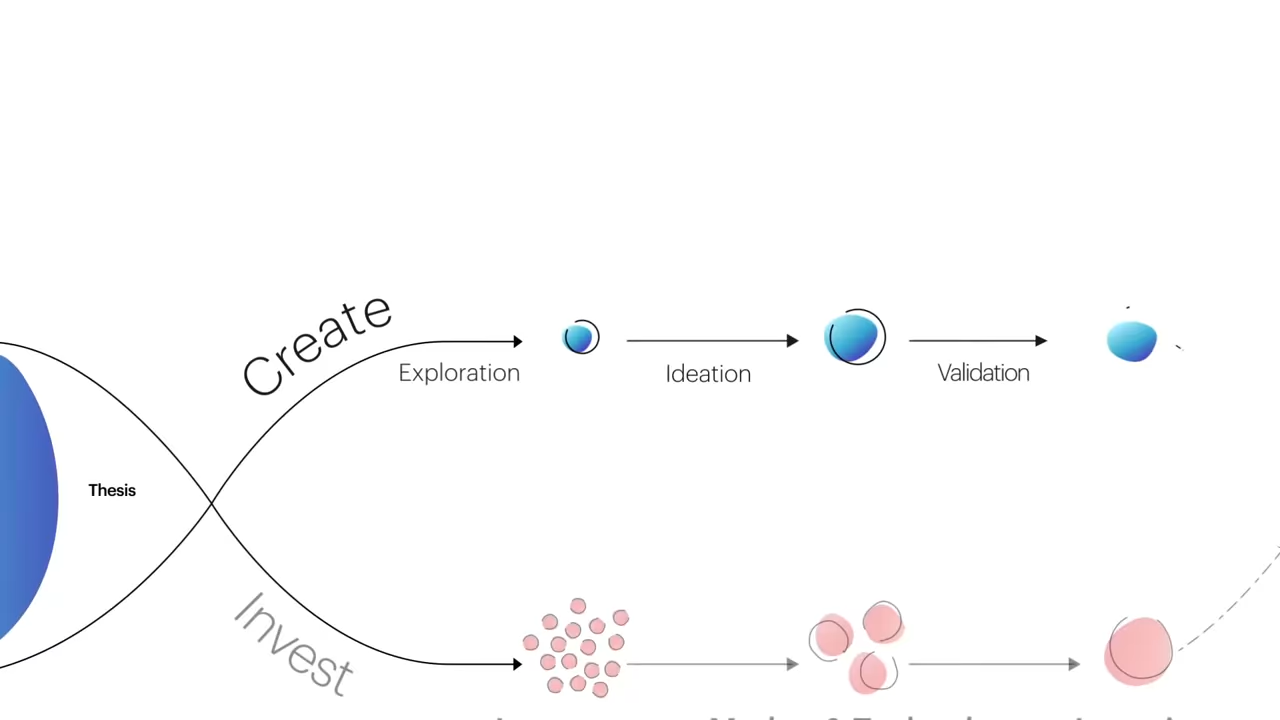 Create
Exploration
Ideation
Validation
Thesis
Invest